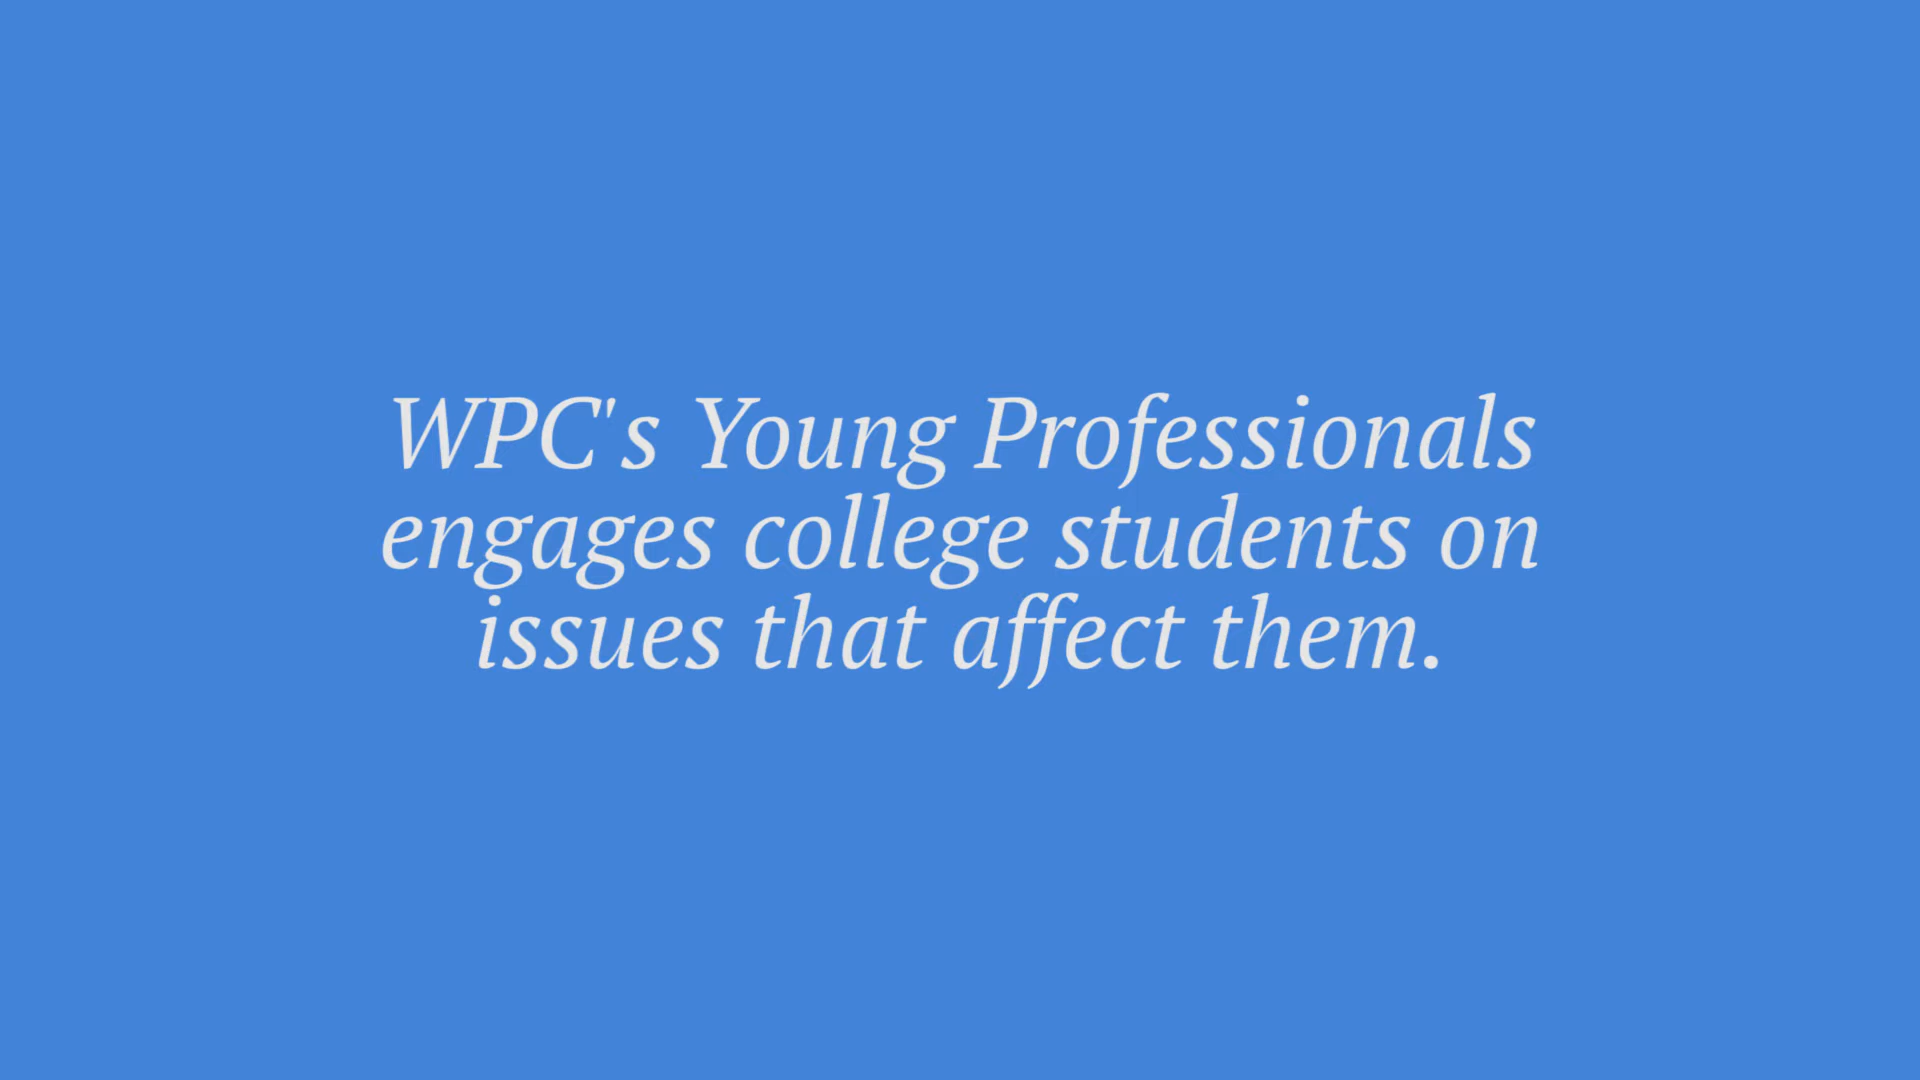 WPC's Young Professionals
engages college students on
issues that affect them.